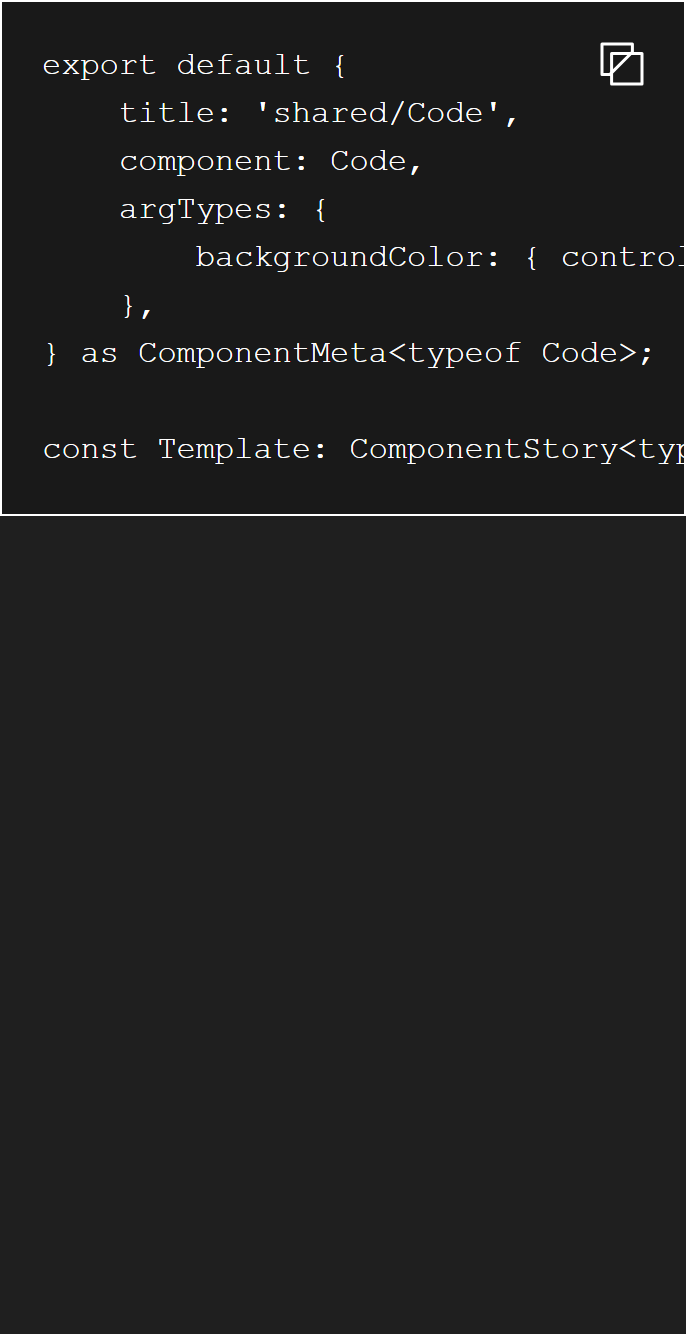 export default {
    title: 'shared/Code',
    component: Code,
    argTypes: {
        backgroundColor: { control
    },
} as ComponentMeta<typeof Code>;

const Template: ComponentStory<typ